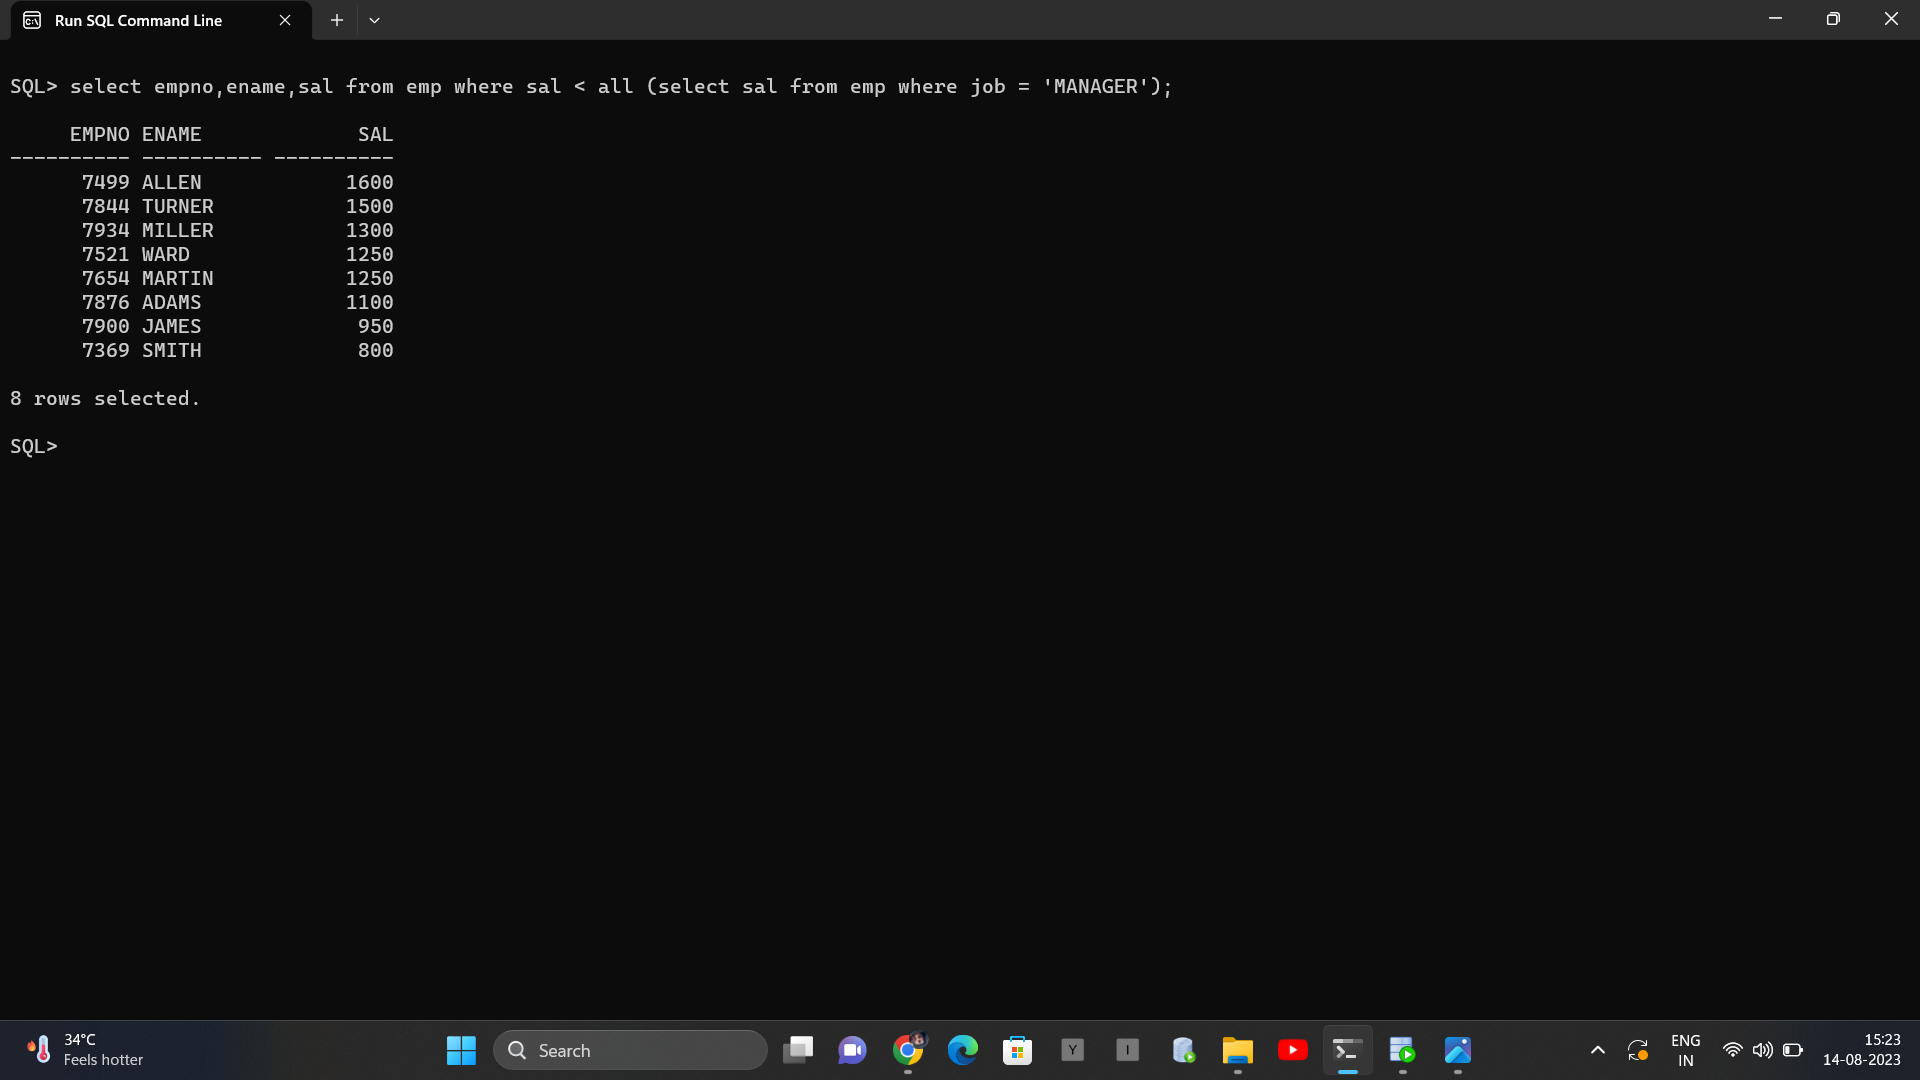 Run SQL Command Line
SQL> select empno,ename,sal from emp where sal < all (select sal from emp where job = 'MANAGER');
     EMPNO ENAME             SAL
---------- ---------- ----------
      7499 ALLEN            1600
      7844 TURNER           1500
      7934 MILLER           1300
      7521 WARD             1250
      7654 MARTIN           1250
      7876 ADAMS            1100
      7900 JAMES             950
      7369 SMITH             800
8 rows selected.
SQL>
34°C
Feels hotter
Search
Y
I
ENG
IN
15:23
14-08-2023